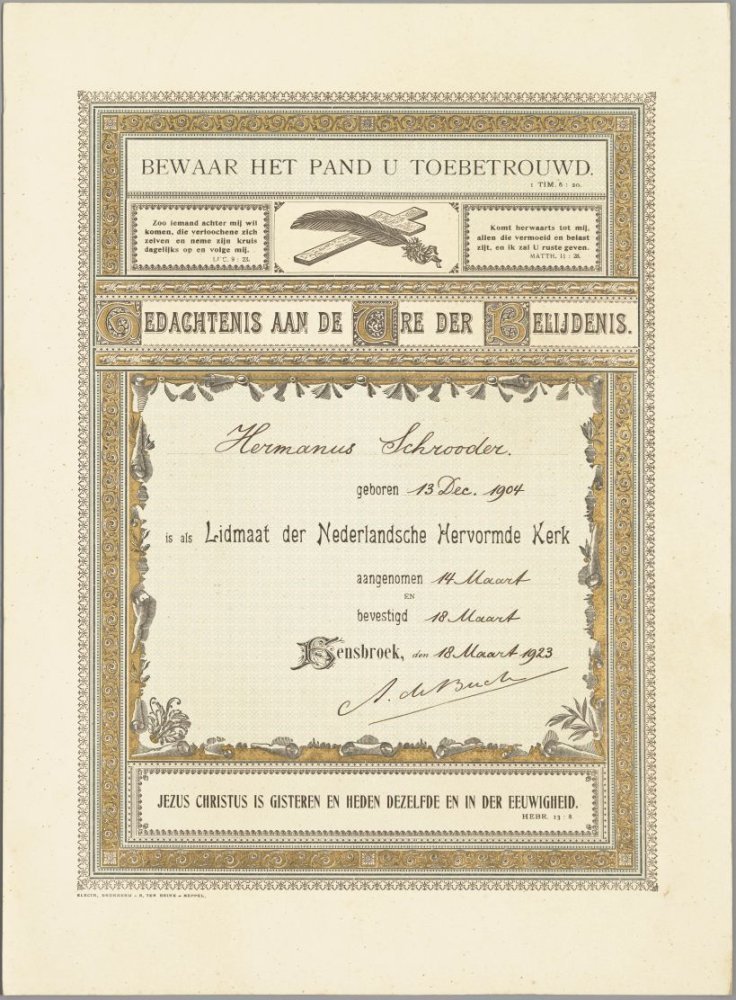 BEWAAR HET PAND U TOEBETROUWD.
1 TIM. 6 : 20.
Zoo iemand achter mij wil
komen, die verloochene zich
zelven en neme zijn kruis
dagelijks op en volge mij.
LUC. 9 : 23.
Komt herwaarts tot mij,
allen die vermoeid en belast
zijt, en ik zal U ruste geven.
MATTH. 11 : 28.
GEDACHTENIS AAN DE URE DER BELIJDENIS.
Hermanus Schrooder.
geboren 13 Dec. 1904
is als Lidmaat der Nederlandsche Hervormde Kerk
aangenomen 14 Maart
EN
bevestigd 18 Maart
Hensbroek, den 18 Maart 1923
JEZUS CHRISTUS IS GISTEREN EN HEDEN DEZELFDE EN IN DER EEUWIGHEID.
HEBR. 13 : 8.
MEPPEL.